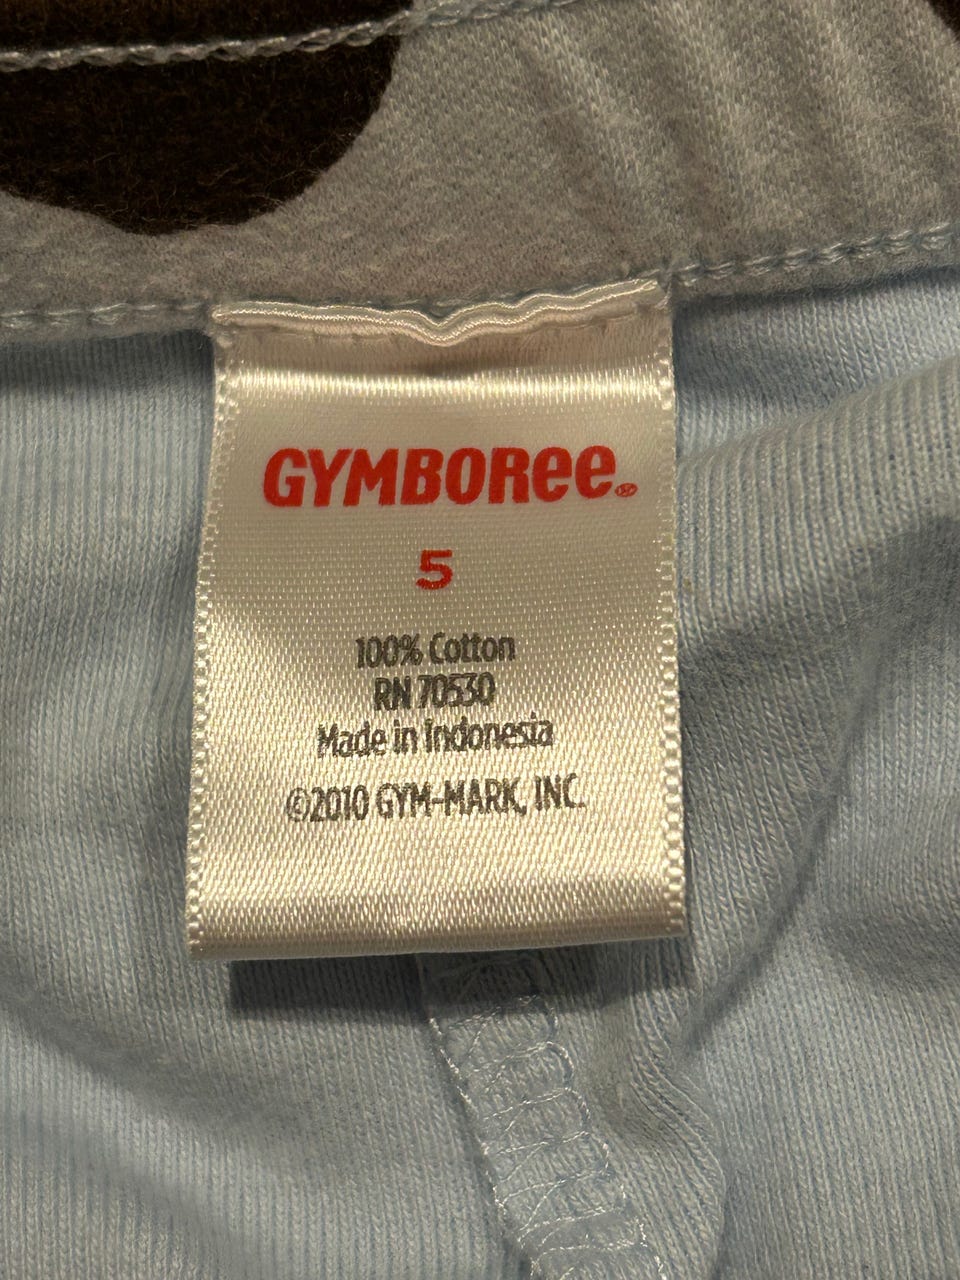 GYMBOREE®
5
100% Cotton
RN 70530
Made in Indonesia
©2010 GYM-MARK, INC.